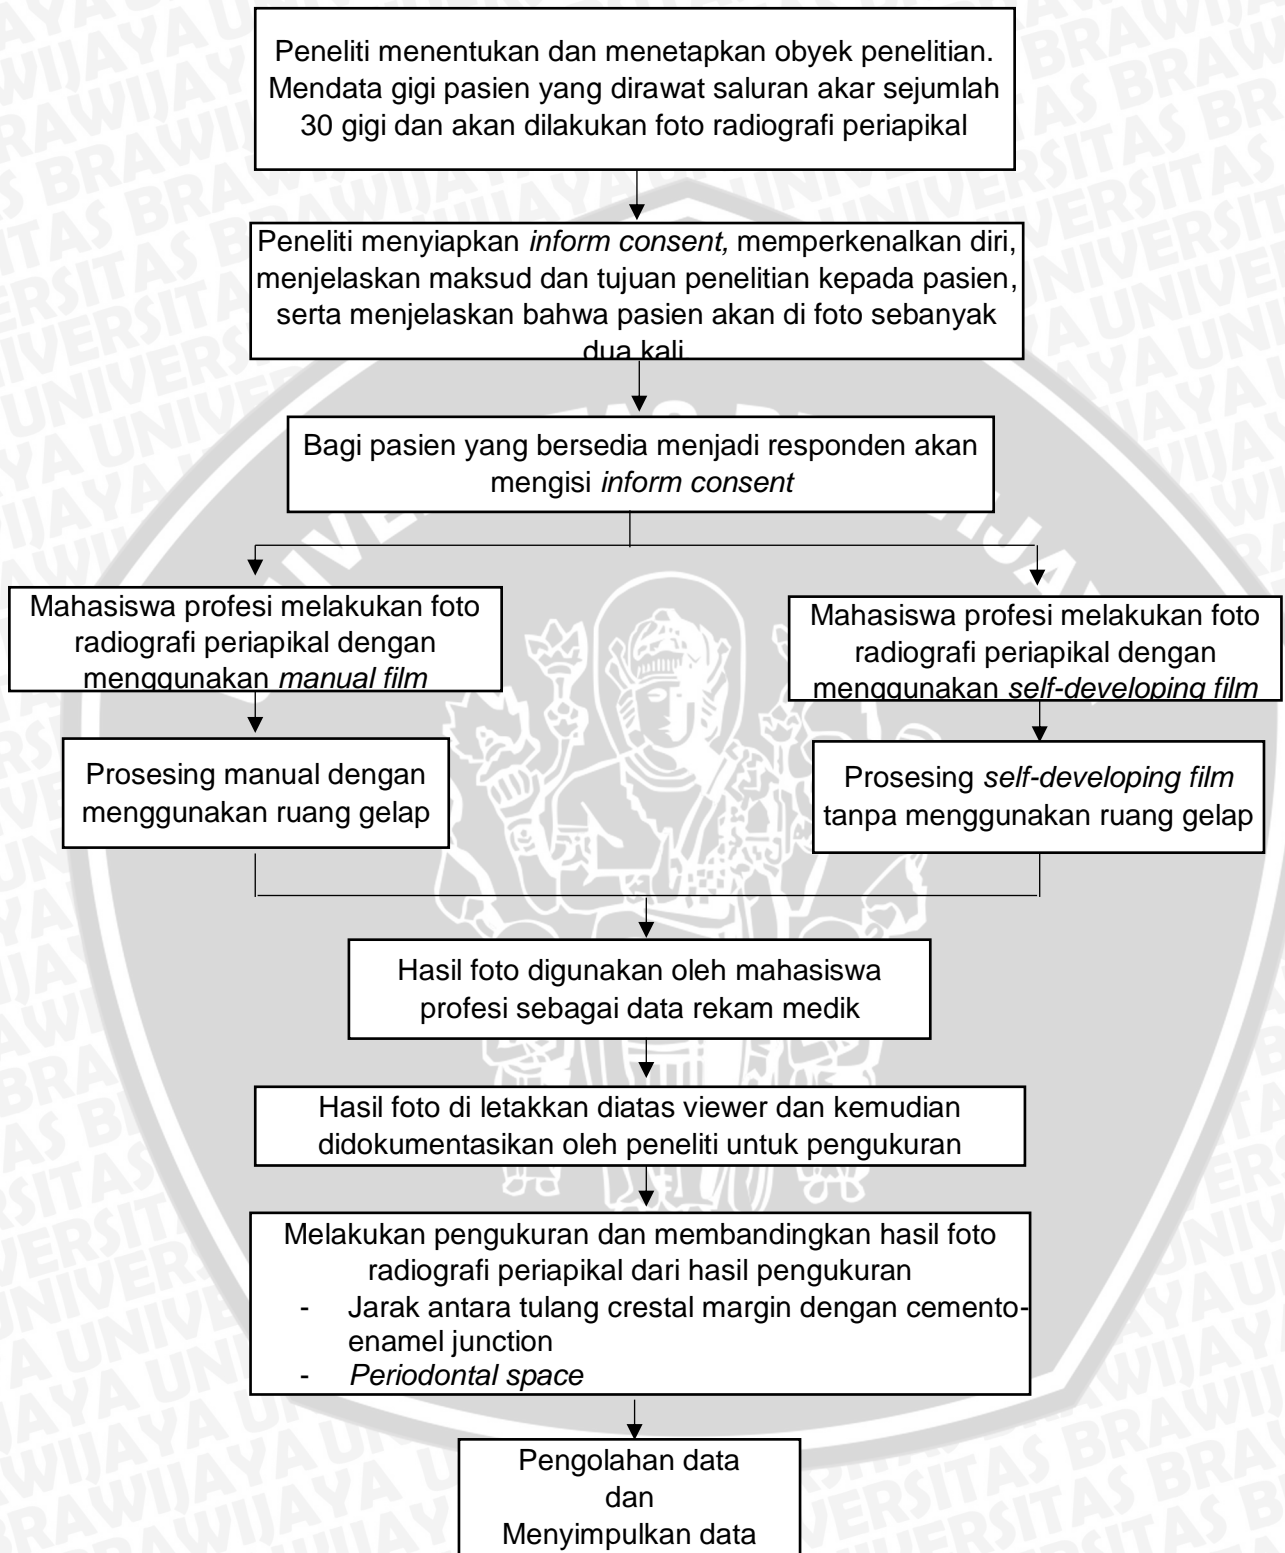 Peneliti menentukan dan menetapkan obyek penelitian.
Mendata gigi pasien yang dirawat saluran akar sejumlah
30 gigi dan akan dilakukan foto radiografi periapikal
Peneliti menyiapkan inform consent, memperkenalkan diri,
menjelaskan maksud dan tujuan penelitian kepada pasien,
serta menjelaskan bahwa pasien akan di foto sebanyak
dua kali
Bagi pasien yang bersedia menjadi responden akan
mengisi inform consent
Mahasiswa profesi melakukan foto
radiografi periapikal dengan
menggunakan manual film
Mahasiswa profesi melakukan foto
radiografi periapikal dengan
menggunakan self-developing film
Prosesing manual dengan
menggunakan ruang gelap
Prosesing self-developing film
tanpa menggunakan ruang gelap
Hasil foto digunakan oleh mahasiswa
profesi sebagai data rekam medik
Hasil foto di letakkan diatas viewer dan kemudian
didokumentasikan oleh peneliti untuk pengukuran
Melakukan pengukuran dan membandingkan hasil foto
radiografi periapikal dari hasil pengukuran
- Jarak antara tulang crestal margin dengan cemento-
enamel junction
- Periodontal space
Pengolahan data
dan
Menyimpulkan data